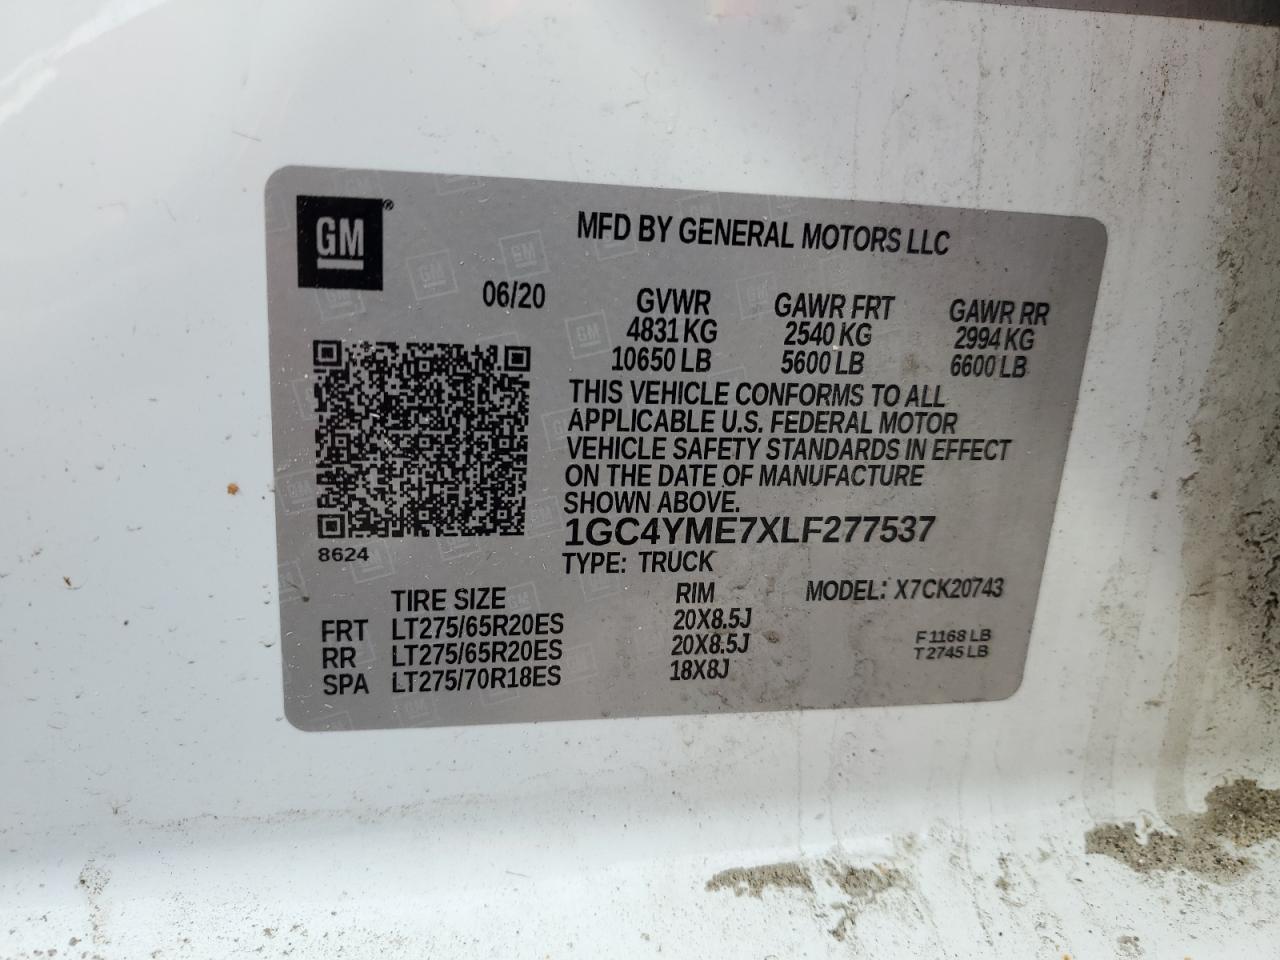 GM®
MFD BY GENERAL MOTORS LLC
06/20
GVWR GAWR FRT GAWR RR
4831 KG 2540 KG 2994 KG
10650 LB 5600 LB 6600 LB
THIS VEHICLE CONFORMS TO ALL
APPLICABLE U.S. FEDERAL MOTOR
VEHICLE SAFETY STANDARDS IN EFFECT
ON THE DATE OF MANUFACTURE
SHOWN ABOVE.
1GC4YME7XLF277537
8624
TYPE: TRUCK
TIRE SIZE RIM MODEL: X7CK20743
FRT LT275/65R20ES 20X8.5J
RR LT275/65R20ES 20X8.5J
SPA LT275/70R18ES 18X8J
F1168 LB
T2745 LB